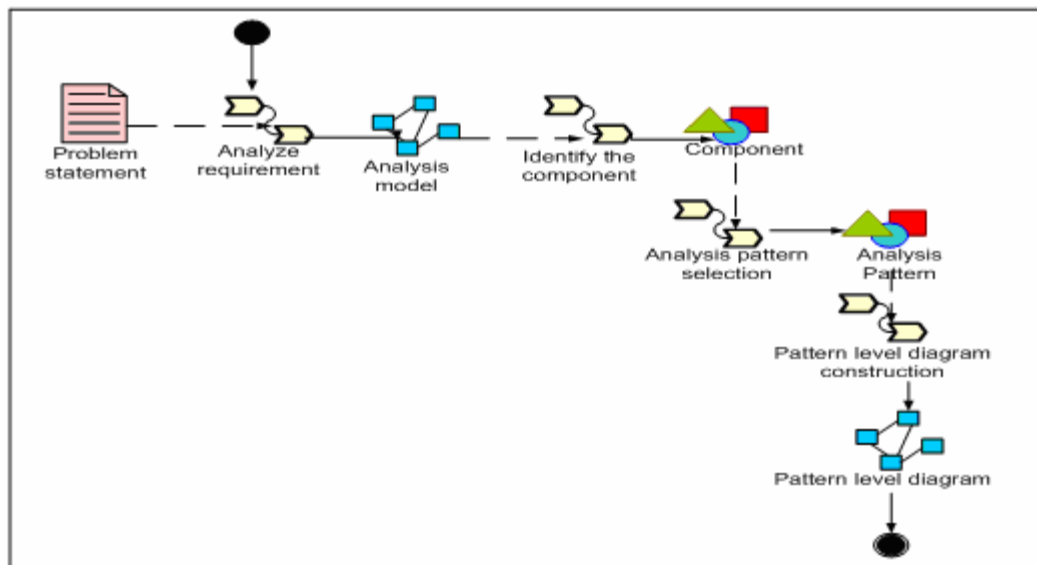 Problem
statement
Analyze
requirement
Analysis
model
Identify the
component
Component
Analysis pattern
selection
Analysis
Pattern
Pattern level diagram
construction
Pattern level diagram